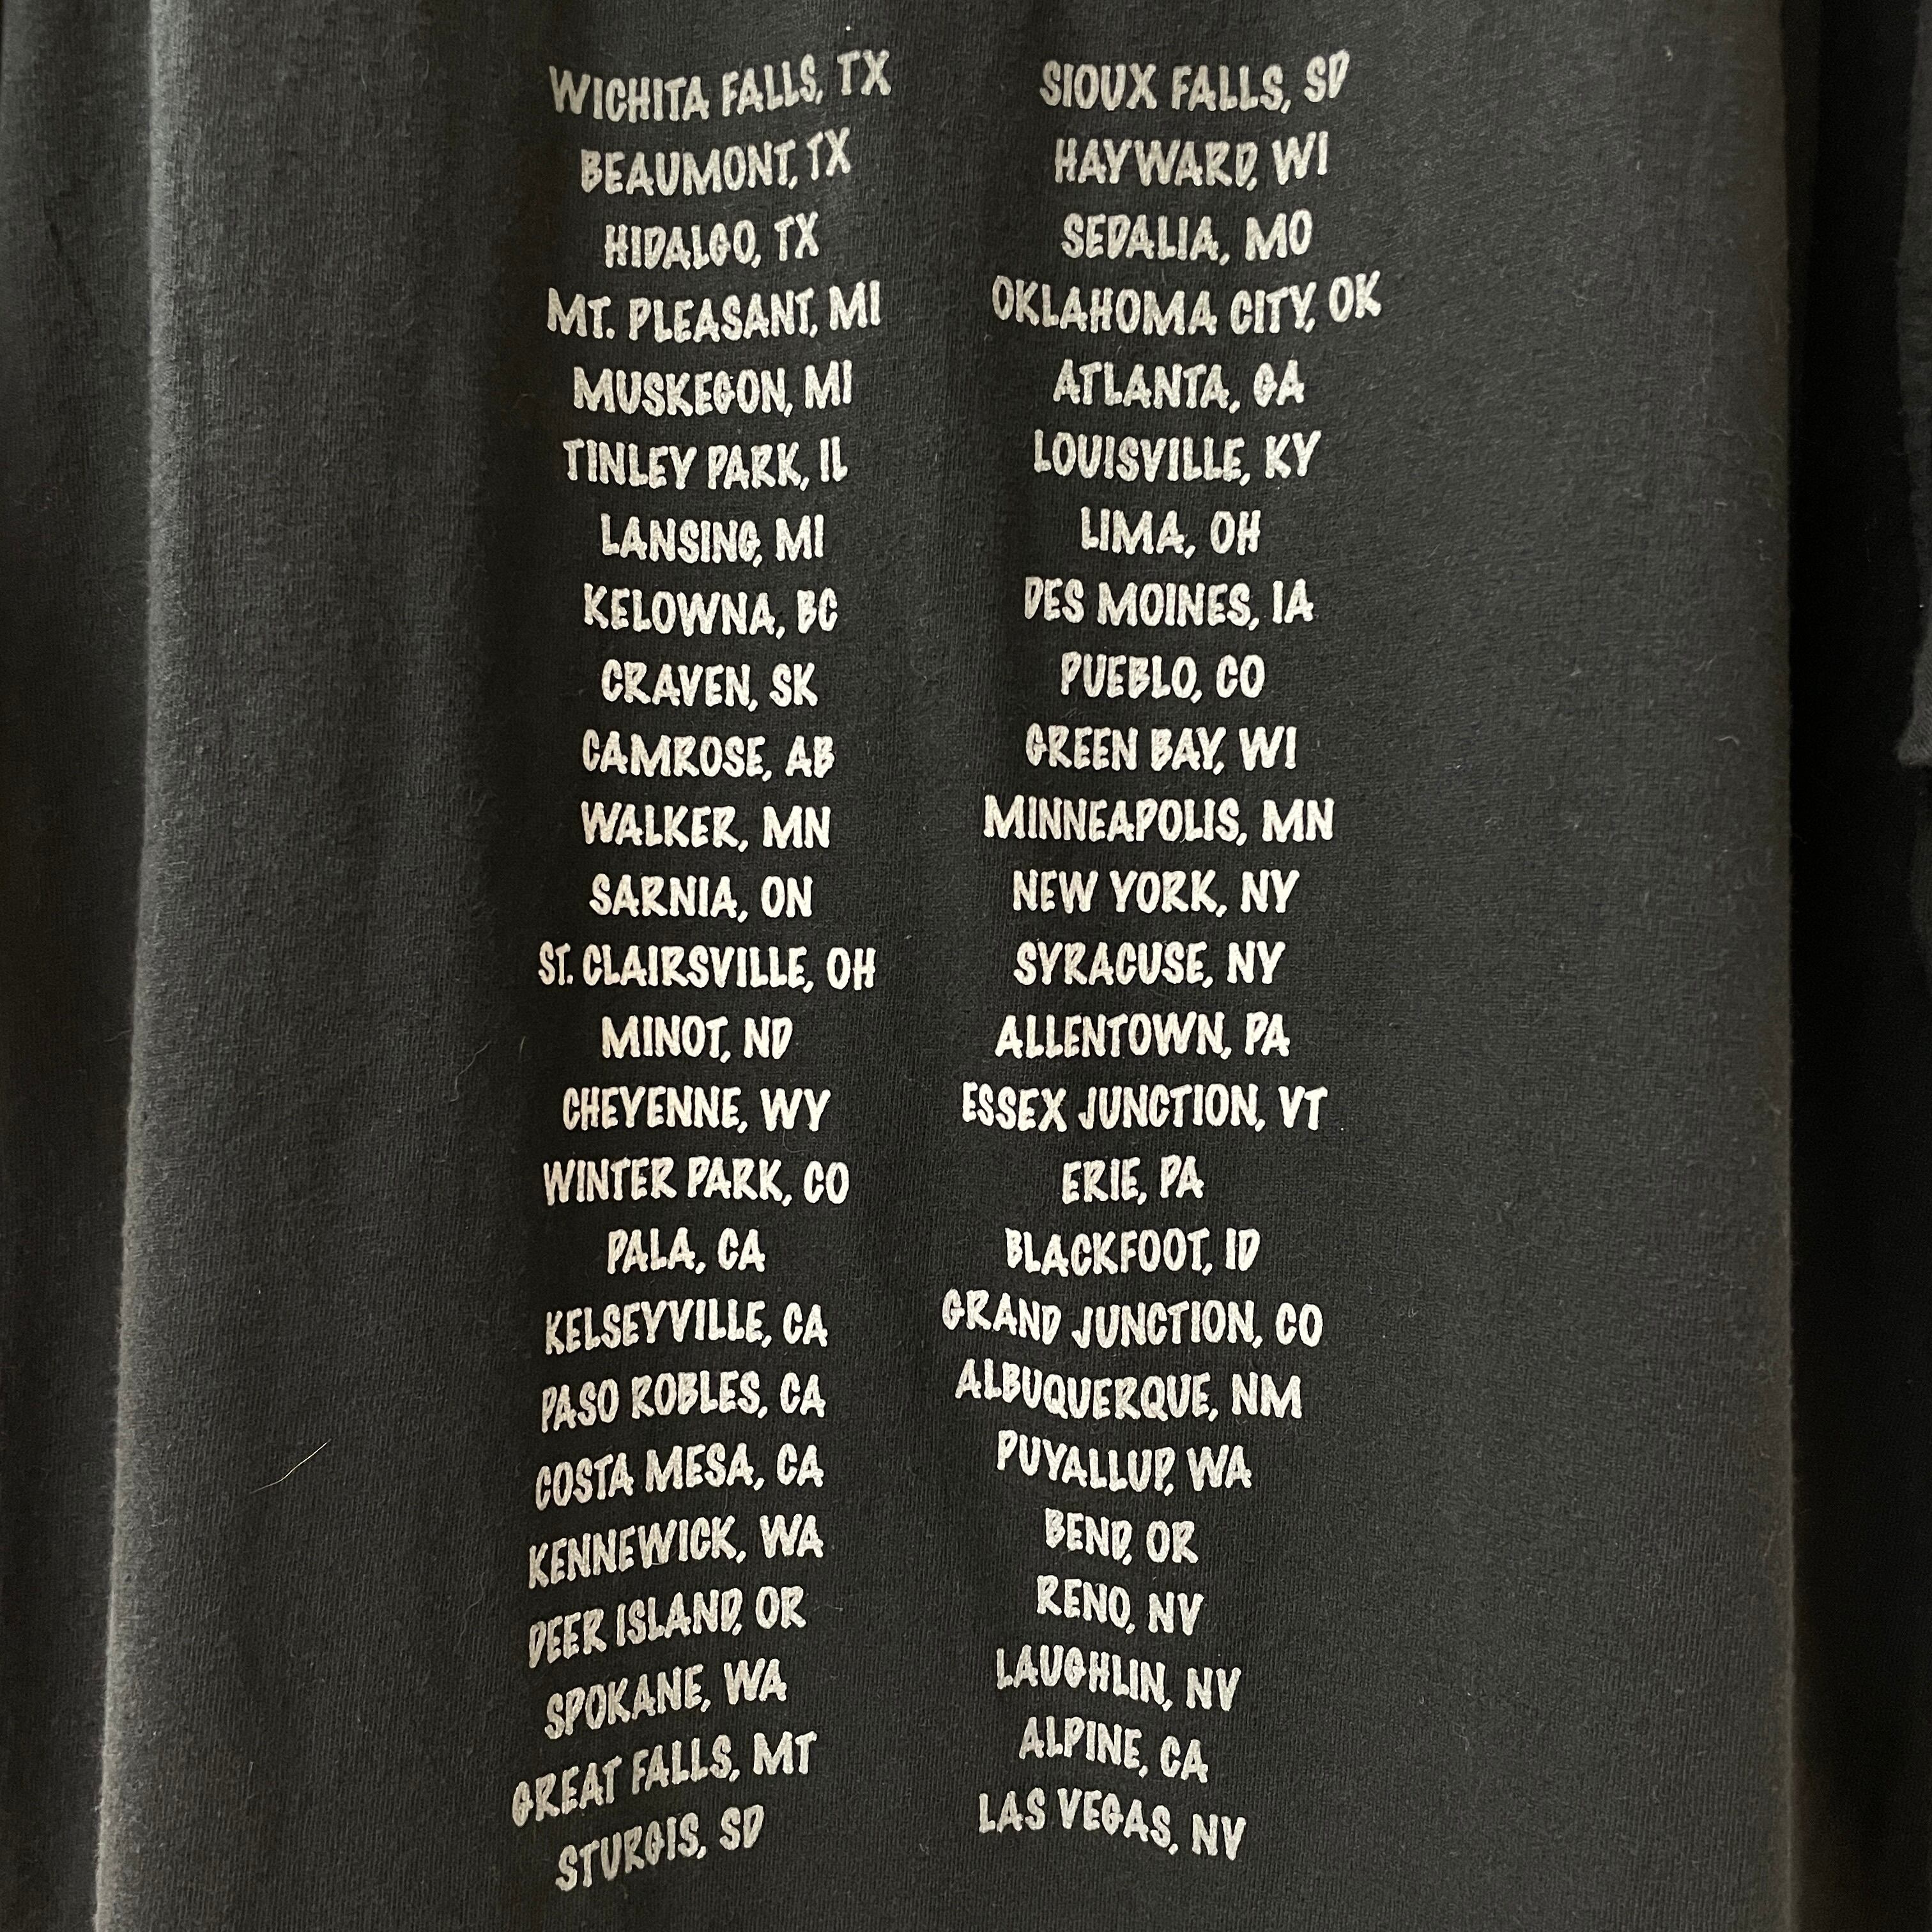 WICHITA FALLS, TX
BEAUMONT, TX
HIDALGO, TX
MT. PLEASANT, MI
MUSKEGON, MI
TINLEY PARK, IL
LANSING, MI
KELOWNA, BC
CRAVEN, SK
CAMROSE, AB
WALKER, MN
SARNIA, ON
ST. CLAIRSVILLE, OH
MINOT, ND
CHEYENNE, WY
WINTER PARK, CO
PALA, CA
KELSEYVILLE, CA
PASO ROBLES, CA
COSTA MESA, CA
KENNEWICK, WA
DEER ISLAND, OR
SPOKANE, WA
GREAT FALLS, MT
STURGIS, SD
SIOUX FALLS, SD
HAYWARD, WI
SEDALIA, MO
OKLAHOMA CITY, OK
ATLANTA, GA
LOUISVILLE, KY
LIMA, OH
DES MOINES, IA
PUEBLO, CO
GREEN BAY, WI
MINNEAPOLIS, MN
NEW YORK, NY
SYRACUSE, NY
ALLENTOWN, PA
ESSEX JUNCTION, VT
ERIE, PA
BLACKFOOT, ID
GRAND JUNCTION, CO
ALBUQUERQUE, NM
PUYALLUP, WA
BEND, OR
RENO, NV
LAUGHLIN, NV
ALPINE, CA
LAS VEGAS, NV